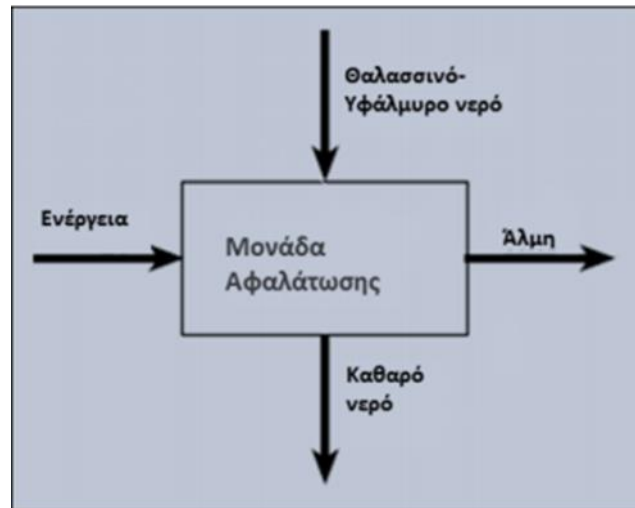 Θαλασσινό-
Υφάλμυρο νερό
Ενέργεια
Μονάδα
Αφαλάτωσης
Άλμη
Καθαρό
νερό